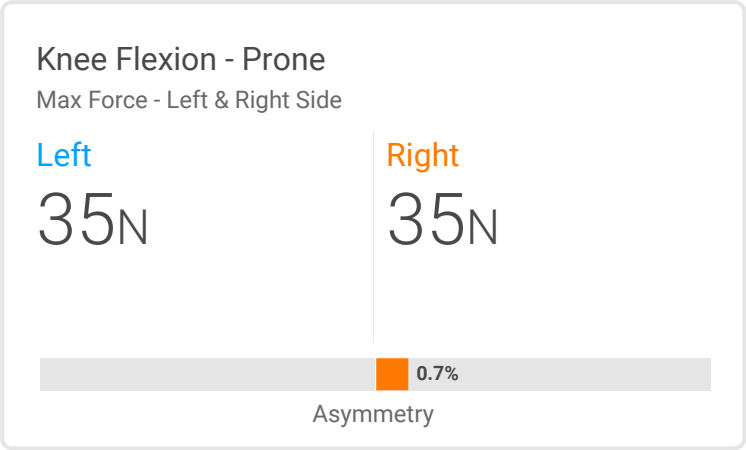 Knee Flexion - Prone
Max Force - Left & Right Side
Left
35N
Right
35N
0.7%
Asymmetry